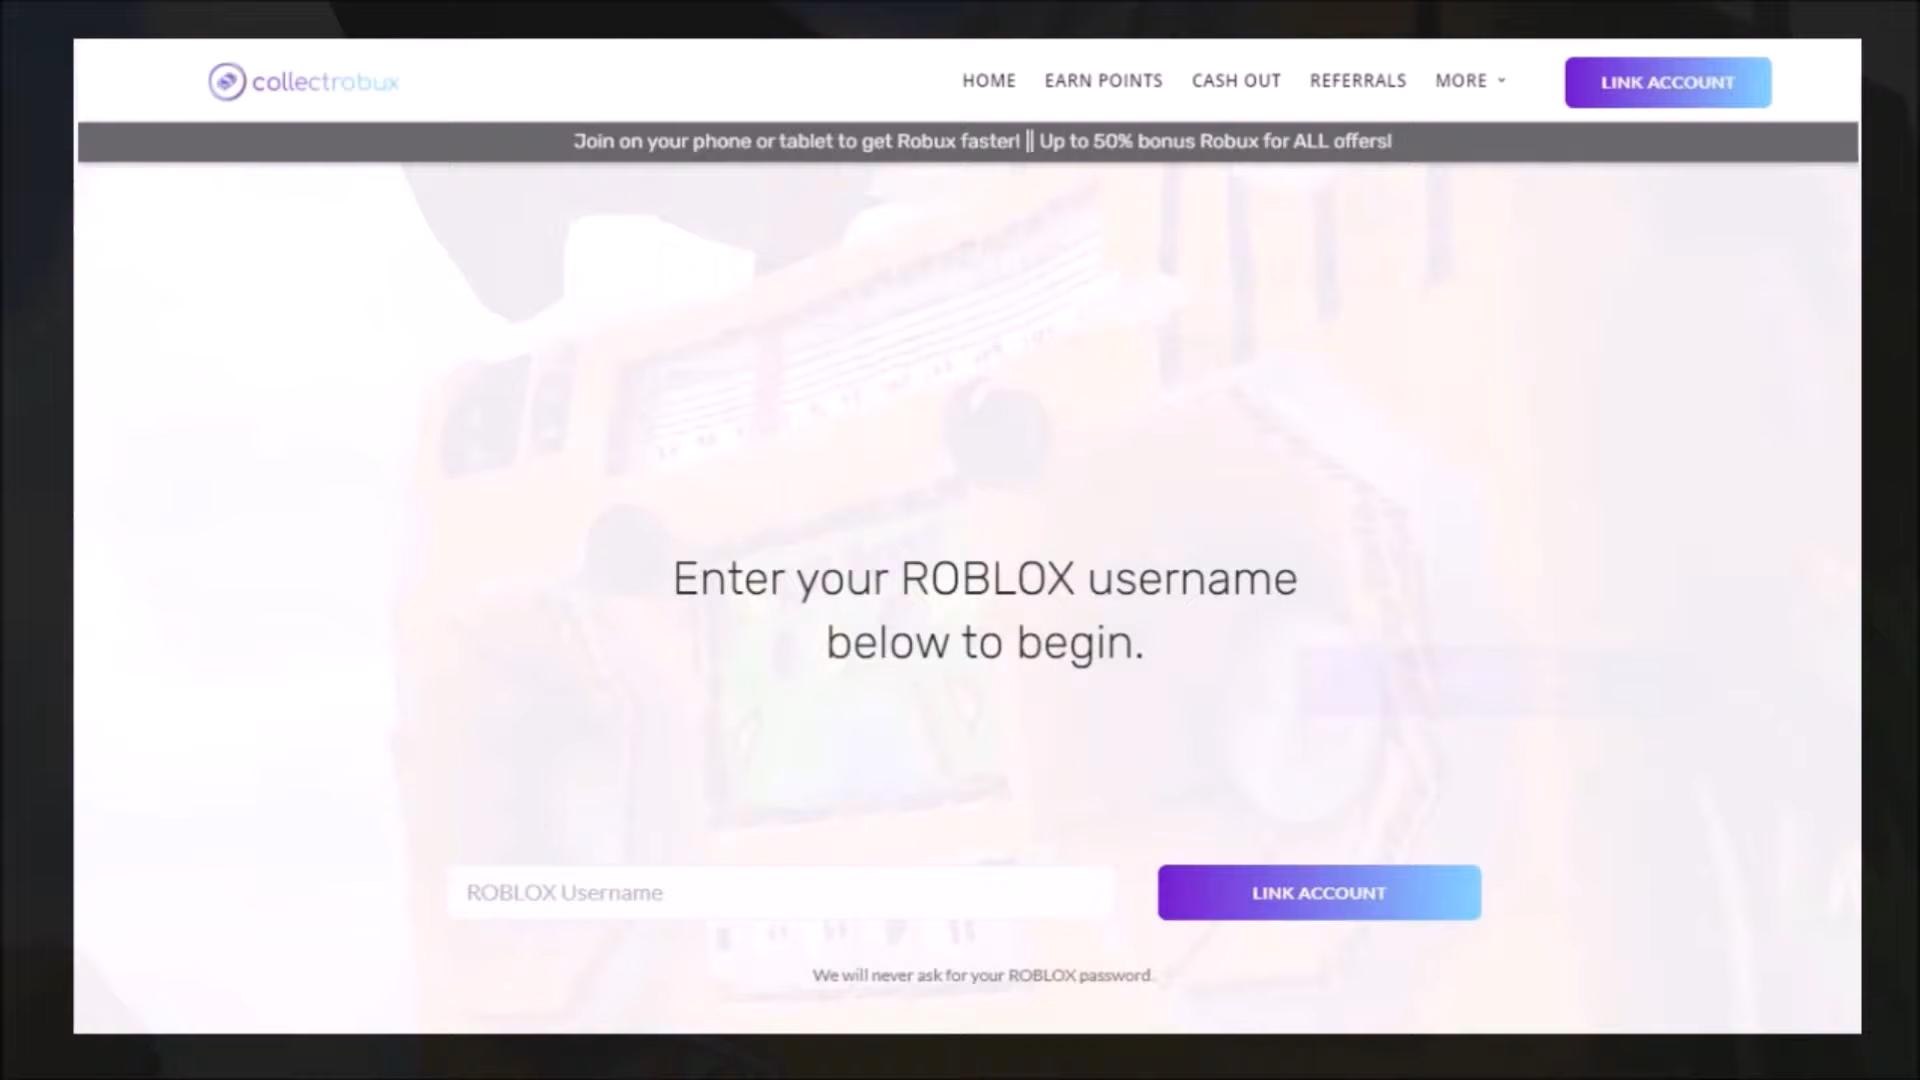 collectrobux
HOME EARN POINTS CASH OUT REFERRALS MORE
LINK ACCOUNT
Join on your phone or tablet to get Robux faster! || Up to 50% bonus Robux for ALL offers!
Enter your ROBLOX username
below to begin.
ROBLOX Username
LINK ACCOUNT
We will never ask for your ROBLOX password.